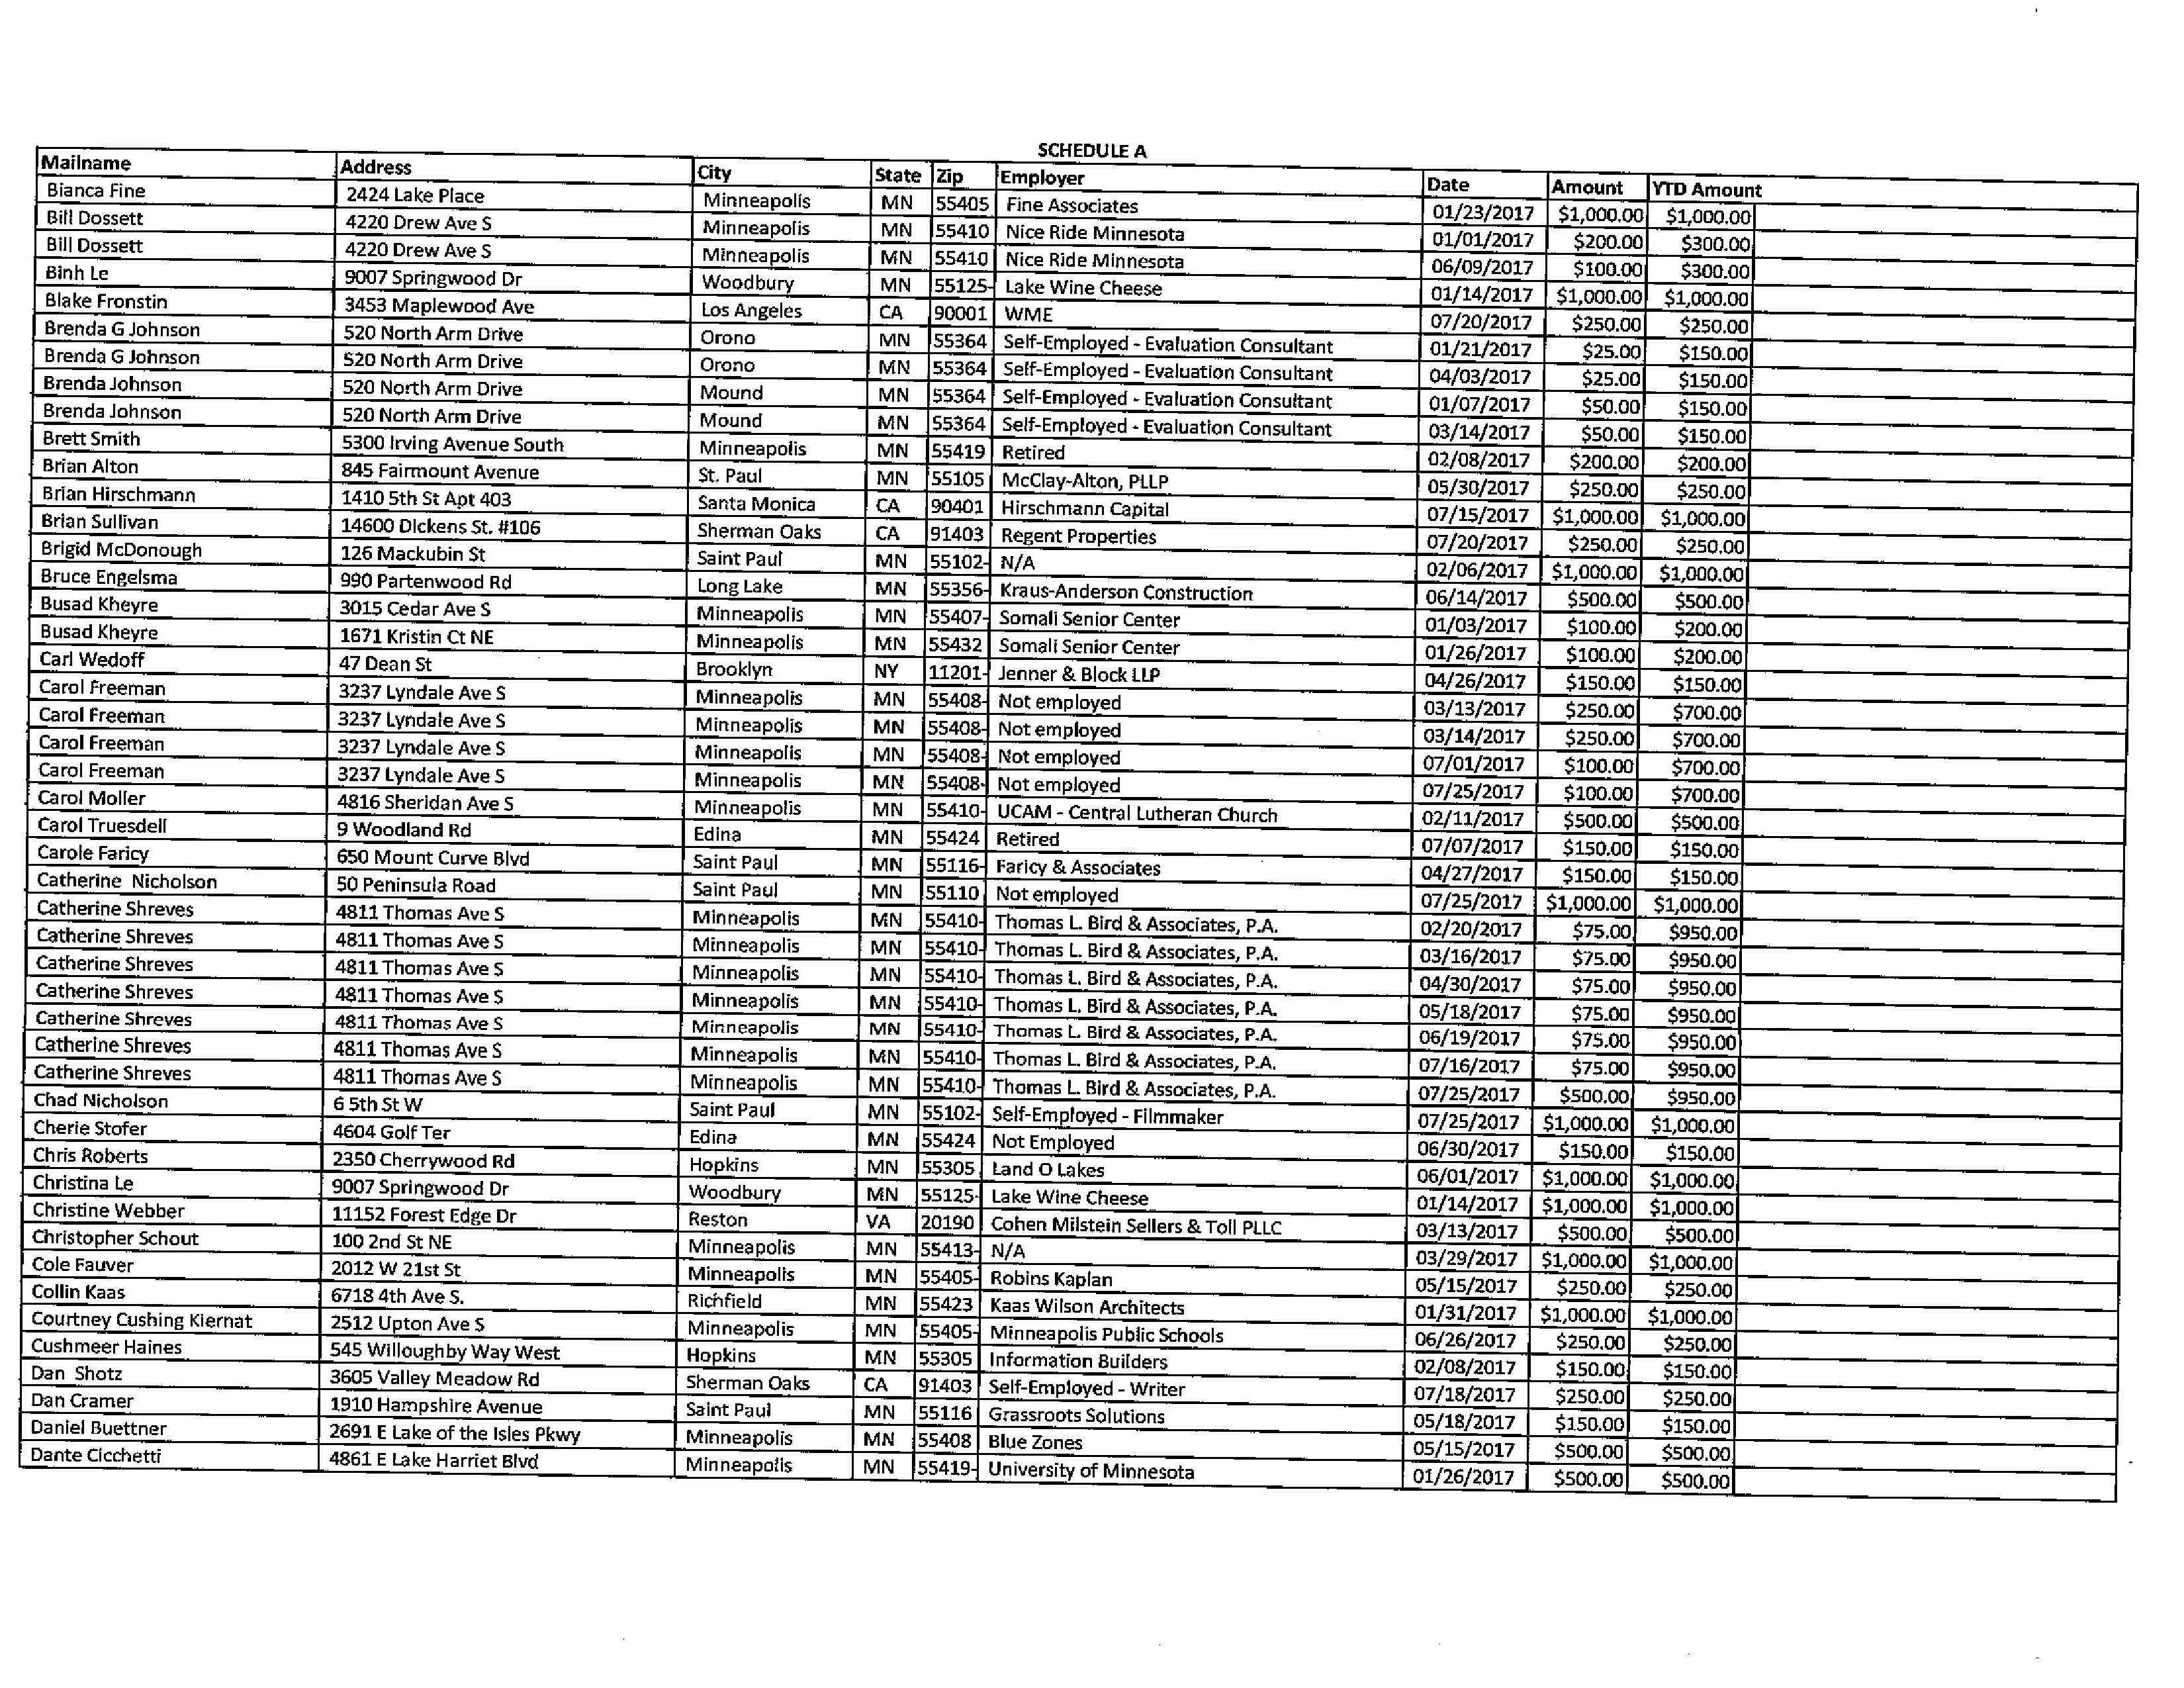 SCHEDULE A
Mailname Address City State Zip Employer Date Amount YTD Amount
Bianca Fine 2424 Lake Place Minneapolis MN 55405 Fine Associates 01/23/2017 $1,000.00 $1,000.00
Bill Dossett 4220 Drew Ave S Minneapolis MN 55410 Nice Ride Minnesota 01/01/2017 $200.00 $300.00
Bill Dossett 4220 Drew Ave S Minneapolis MN 55410 Nice Ride Minnesota 06/09/2017 $100.00 $300.00
Binh Le 9007 Springwood Dr Woodbury MN 55125- Lake Wine Cheese 01/14/2017 $1,000.00 $1,000.00
Blake Fronstin 3453 Maplewood Ave Los Angeles CA 90001 WME 07/20/2017 $250.00 $250.00
Brenda G Johnson 520 North Arm Drive Orono MN 55364 Self-Employed - Evaluation Consultant 01/21/2017 $25.00 $150.00
Brenda G Johnson 520 North Arm Drive Orono MN 55364 Self-Employed - Evaluation Consultant 04/03/2017 $25.00 $150.00
Brenda Johnson 520 North Arm Drive Mound MN 55364 Self-Employed - Evaluation Consultant 01/07/2017 $50.00 $150.00
Brenda Johnson 520 North Arm Drive Mound MN 55364 Self-Employed - Evaluation Consultant 03/14/2017 $50.00 $150.00
Brett Smith 5300 Irving Avenue South Minneapolis MN 55419 Retired 02/08/2017 $200.00 $200.00
Brian Alton 845 Fairmount Avenue St. Paul MN 55105 McClay-Alton, PLLP 05/30/2017 $250.00 $250.00
Brian Hirschmann 1410 5th St Apt 403 Santa Monica CA 90401 Hirschmann Capital 07/15/2017 $1,000.00 $1,000.00
Brian Sullivan 14600 Dickens St. #106 Sherman Oaks CA 91403 Regent Properties 07/20/2017 $250.00 $250.00
Brigid McDonough 126 Mackubin St Saint Paul MN 55102- N/A 02/06/2017 $1,000.00 $1,000.00
Bruce Engelsma 990 Partenwood Rd Long Lake MN 55356- Kraus-Anderson Construction 06/14/2017 $500.00 $500.00
Busad Kheyre 3015 Cedar Ave S Minneapolis MN 55407- Somali Senior Center 01/03/2017 $100.00 $200.00
Busad Kheyre 1671 Kristin Ct NE Minneapolis MN 55432 Somali Senior Center 01/26/2017 $100.00 $200.00
Carl Wedoff 47 Dean St Brooklyn NY 11201- Jenner & Block LLP 04/26/2017 $150.00 $150.00
Carol Freeman 3237 Lyndale Ave S Minneapolis MN 55408- Not employed 03/13/2017 $250.00 $700.00
Carol Freeman 3237 Lyndale Ave S Minneapolis MN 55408- Not employed 03/14/2017 $250.00 $700.00
Carol Freeman 3237 Lyndale Ave S Minneapolis MN 55408- Not employed 07/01/2017 $100.00 $700.00
Carol Freeman 3237 Lyndale Ave S Minneapolis MN 55408- Not employed 07/25/2017 $100.00 $700.00
Carol Moller 4816 Sheridan Ave S Minneapolis MN 55410- UCAM - Central Lutheran Church 02/11/2017 $500.00 $500.00
Carol Truesdell 9 Woodland Rd Edina MN 55424 Retired 07/07/2017 $150.00 $150.00
Carole Faricy 650 Mount Curve Blvd Saint Paul MN 55116- Faricy & Associates 04/27/2017 $150.00 $150.00
Catherine Nicholson 50 Peninsula Road Saint Paul MN 55110 Not employed 07/25/2017 $1,000.00 $1,000.00
Catherine Shreves 4811 Thomas Ave S Minneapolis MN 55410- Thomas L. Bird & Associates, P.A. 02/20/2017 $75.00 $950.00
Catherine Shreves 4811 Thomas Ave S Minneapolis MN 55410- Thomas L. Bird & Associates, P.A. 03/16/2017 $75.00 $950.00
Catherine Shreves 4811 Thomas Ave S Minneapolis MN 55410- Thomas L. Bird & Associates, P.A. 04/30/2017 $75.00 $950.00
Catherine Shreves 4811 Thomas Ave S Minneapolis MN 55410- Thomas L. Bird & Associates, P.A. 05/18/2017 $75.00 $950.00
Catherine Shreves 4811 Thomas Ave S Minneapolis MN 55410- Thomas L. Bird & Associates, P.A. 06/19/2017 $75.00 $950.00
Catherine Shreves 4811 Thomas Ave S Minneapolis MN 55410- Thomas L. Bird & Associates, P.A. 07/16/2017 $75.00 $950.00
Catherine Shreves 4811 Thomas Ave S Minneapolis MN 55410- Thomas L. Bird & Associates, P.A. 07/25/2017 $500.00 $950.00
Chad Nicholson 6 5th St W Saint Paul MN 55102- Self-Employed - Filmmaker 07/25/2017 $1,000.00 $1,000.00
Cherie Stofer 4604 Golf Ter Edina MN 55424 Not Employed 06/30/2017 $150.00 $150.00
Chris Roberts 2350 Cherrywood Rd Hopkins MN 55305 Land O Lakes 06/01/2017 $1,000.00 $1,000.00
Christina Le 9007 Springwood Dr Woodbury MN 55125- Lake Wine Cheese 01/14/2017 $1,000.00 $1,000.00
Christine Webber 11152 Forest Edge Dr Reston VA 20190 Cohen Milstein Sellers & Toll PLLC 03/13/2017 $500.00 $500.00
Christopher Schout 100 2nd St NE Minneapolis MN 55413- N/A 03/29/2017 $1,000.00 $1,000.00
Cole Fauver 2012 W 21st St Minneapolis MN 55405- Robins Kaplan 05/15/2017 $250.00 $250.00
Collin Kaas 6718 4th Ave S. Richfield MN 55423 Kaas Wilson Architects 01/31/2017 $1,000.00 $1,000.00
Courtney Cushing Kiernat 2512 Upton Ave S Minneapolis MN 55405- Minneapolis Public Schools 06/26/2017 $250.00 $250.00
Cushmeer Haines 545 Willoughby Way West Hopkins MN 55305 Information Builders 02/08/2017 $150.00 $150.00
Dan Shotz 3605 Valley Meadow Rd Sherman Oaks CA 91403 Self-Employed - Writer 07/18/2017 $250.00 $250.00
Dan Cramer 1910 Hampshire Avenue Saint Paul MN 55116 Grassroots Solutions 05/18/2017 $150.00 $150.00
Daniel Buettner 2691 E Lake of the Isles Pkwy Minneapolis MN 55408 Blue Zones 05/15/2017 $500.00 $500.00
Dante Cicchetti 4861 E Lake Harriet Blvd Minneapolis MN 55419- University of Minnesota 01/26/2017 $500.00 $500.00